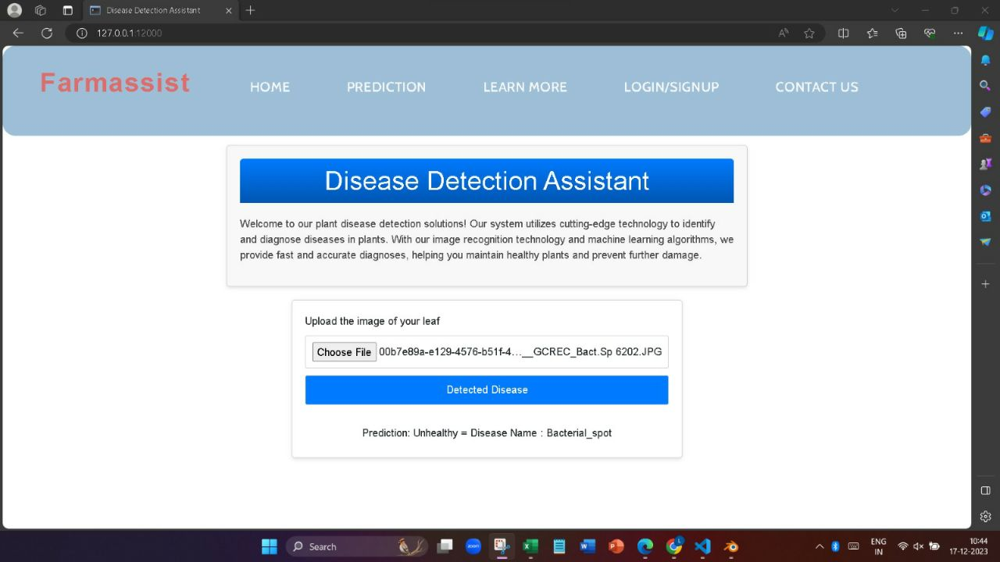 Disease Detection Assistant
127.0.0.1:12000
Farmassist
HOME PREDICTION LEARN MORE LOGIN/SIGNUP CONTACT US
Disease Detection Assistant
Welcome to our plant disease detection solutions! Our system utilizes cutting-edge technology to identify
and diagnose diseases in plants. With our image recognition technology and machine learning algorithms, we
provide fast and accurate diagnoses, helping you maintain healthy plants and prevent further damage.
Upload the image of your leaf
Choose File 00b7e89a-e129-4576-b51f-4...__GCREC_Bact.Sp 6202.JPG
Detected Disease
Prediction: Unhealthy = Disease Name : Bacterial_spot
Search
zoom
L
ENG
IN
10:44
17-12-2023